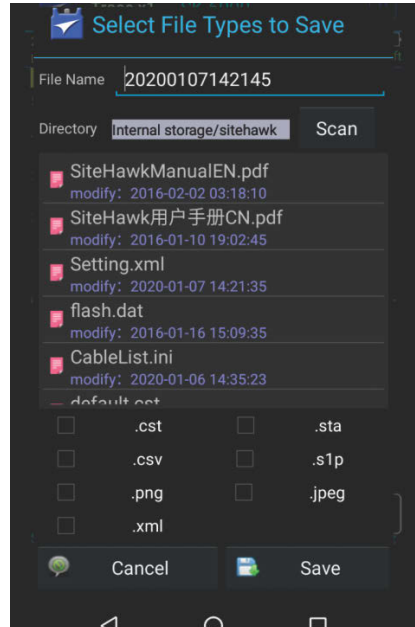 Select File Types to Save
File Name 20200107142145
Directory Internal storage/sitehawk Scan
SiteHawkManualEN.pdf
modify: 2016-02-02 03:18:10
SiteHawk用户手册CN.pdf
modify: 2016-01-10 19:02:45
Setting.xml
modify: 2020-01-07 14:21:35
flash.dat
modify: 2016-01-16 15:09:35
CableList.ini
modify: 2020-01-06 14:35:23
default.cst
.cst .sta
.csv .s1p
.png .jpeg
.xml
Cancel Save